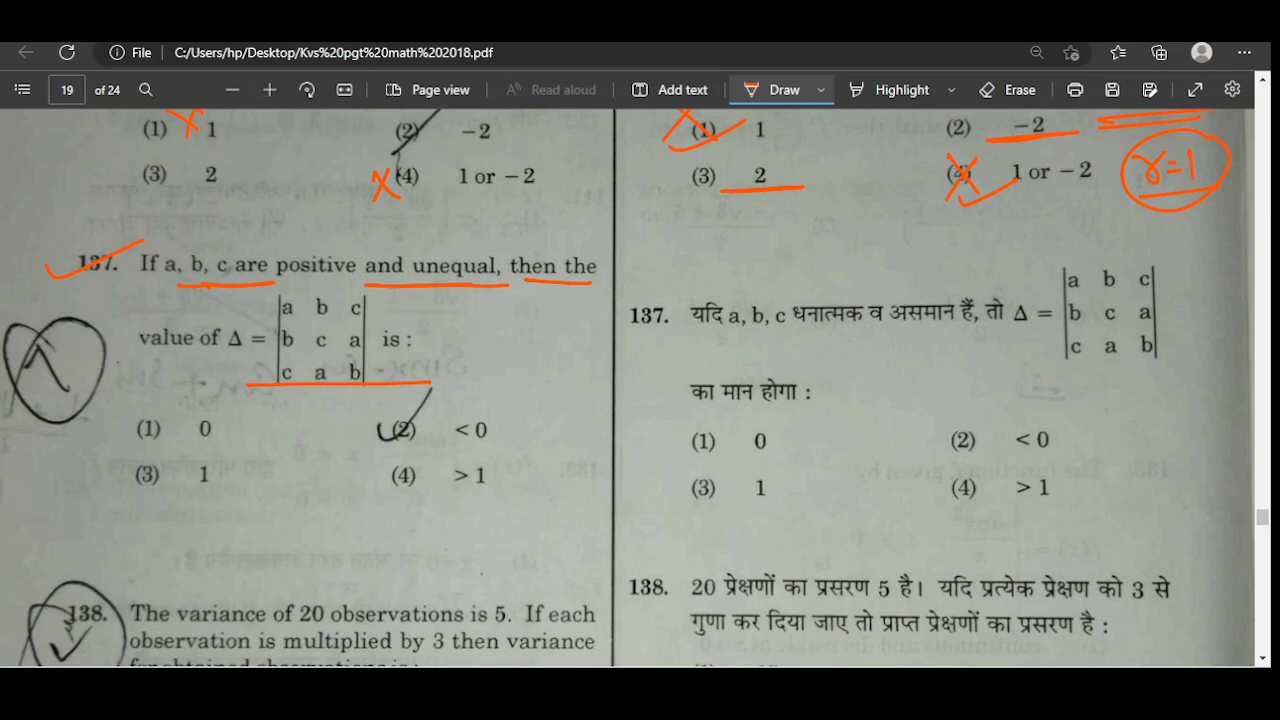 File C:/Users/hp/Desktop/Kvs%20pgt%20math%202018.pdf
19 of 24 Page view Read aloud Add text Draw Highlight Erase
(1) 1 (2) −2
(3) 2 (4) 1 or −2
137. If a, b, c are positive and unequal, then the
value of Δ = |a b c|
|b c a| is :
|c a b|
(1) 0 (2) < 0
(3) 1 (4) > 1
138. The variance of 20 observations is 5. If each
observation is multiplied by 3 then variance
(1) 1 (2) −2
(3) 2 (4) 1 or −2
r=1
137. यदि a, b, c धनात्मक व असमान हैं, तो Δ = |a b c|
|b c a|
|c a b|
का मान होगा :
(1) 0 (2) < 0
(3) 1 (4) > 1
138. 20 प्रेक्षणों का प्रसरण 5 है। यदि प्रत्येक प्रेक्षण को 3 से
गुणा कर दिया जाए तो प्राप्त प्रेक्षणों का प्रसरण है :